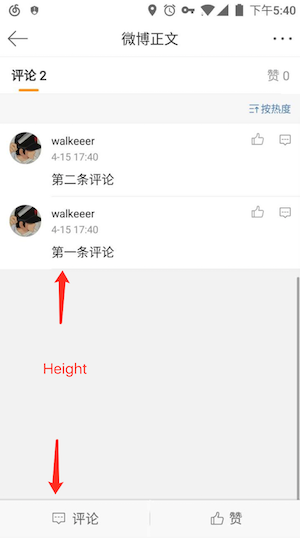 下午5:40
微博正文
评论 2
赞 0
按热度
walkeeer
4-15 17:40
第二条评论
walkeeer
4-15 17:40
第一条评论
Height
评论
赞